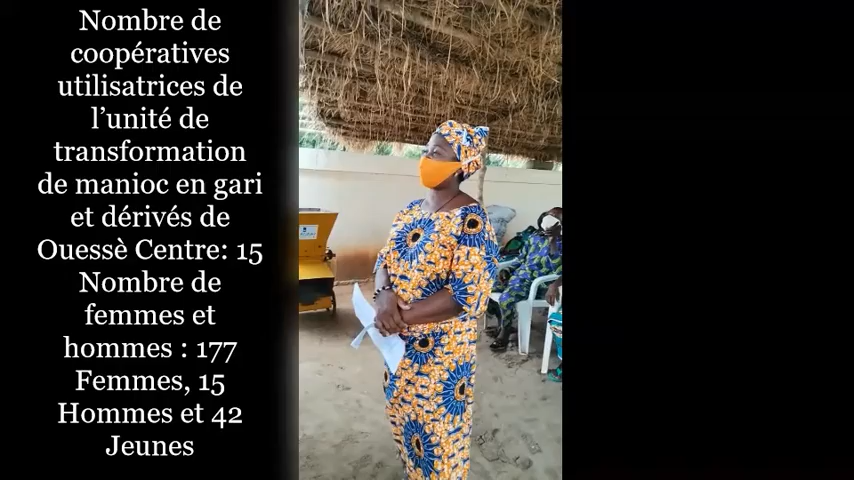 Nombre de
coopératives
utilisatrices de
l’unité de
transformation
de manioc en gari
et dérivés de
Ouessè Centre: 15
Nombre de
femmes et
hommes : 177
Femmes, 15
Hommes et 42
Jeunes